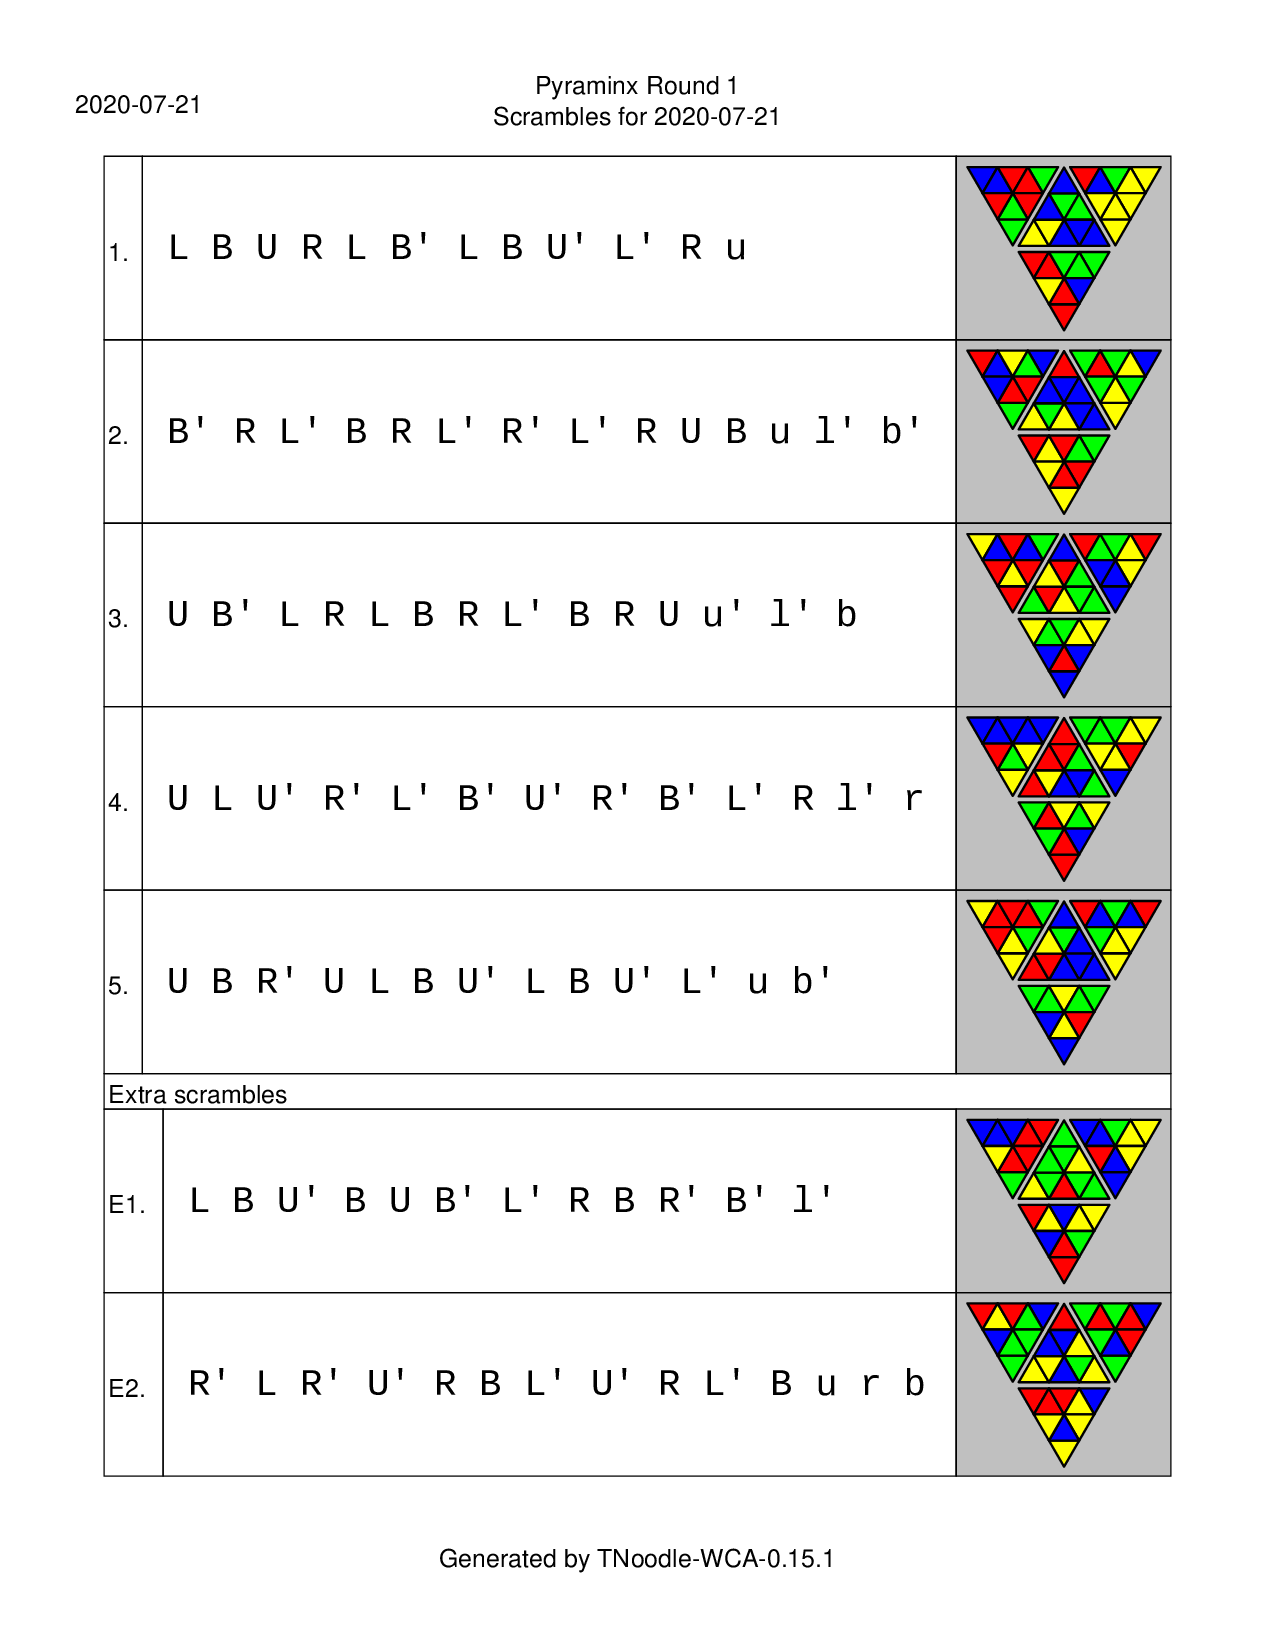 2020-07-21
Pyraminx Round 1
Scrambles for 2020-07-21
1. L B U R L B' L B U' L' R u
2. B' R L' B R L' R' L' R U B u l' b'
3. U B' L R L B R L' B R U u' l' b
4. U L U' R' L' B' U' R' B' L' R l' r
5. U B R' U L B U' L B U' L' u b'
Extra scrambles
E1. L B U' B U B' L' R B R' B' l'
E2. R' L R' U' R B L' U' R L' B u r b
Generated by TNoodle-WCA-0.15.1